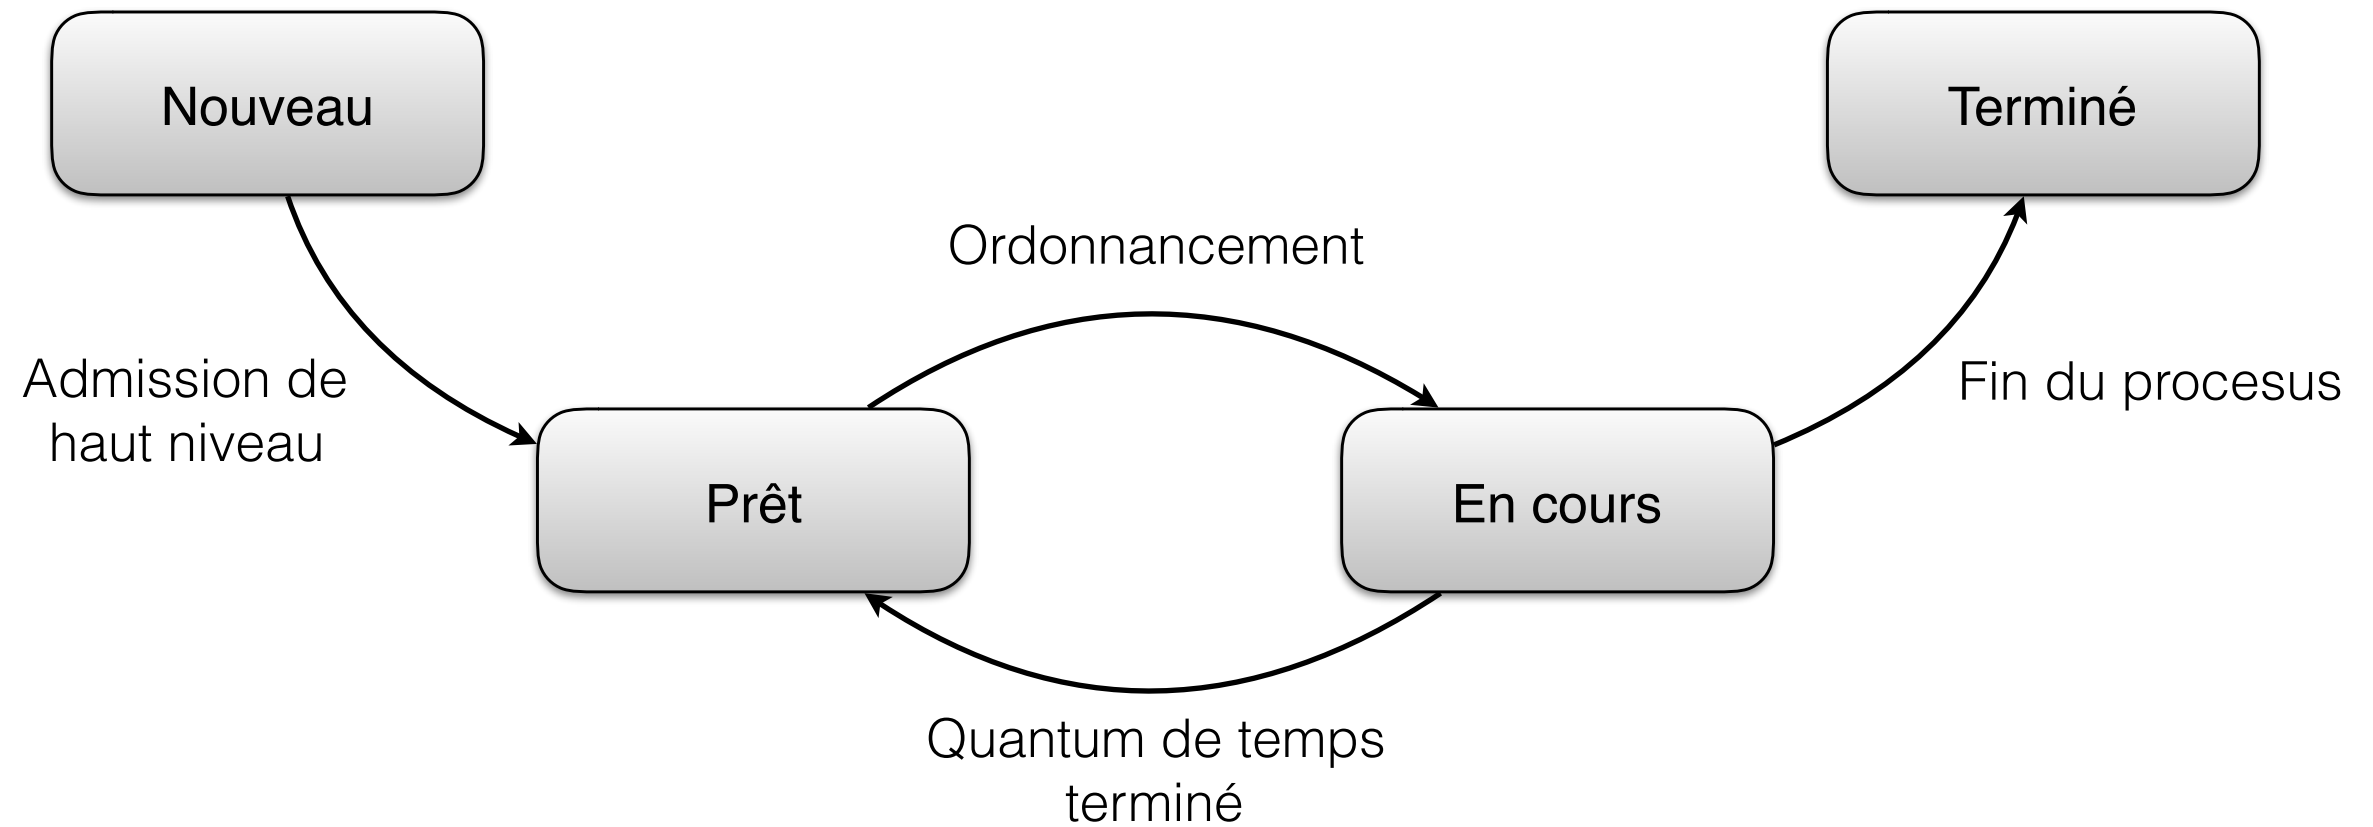 Nouveau
Terminé
Ordonnancement
Admission de
haut niveau
Fin du procesus
Prêt
En cours
Quantum de temps
terminé